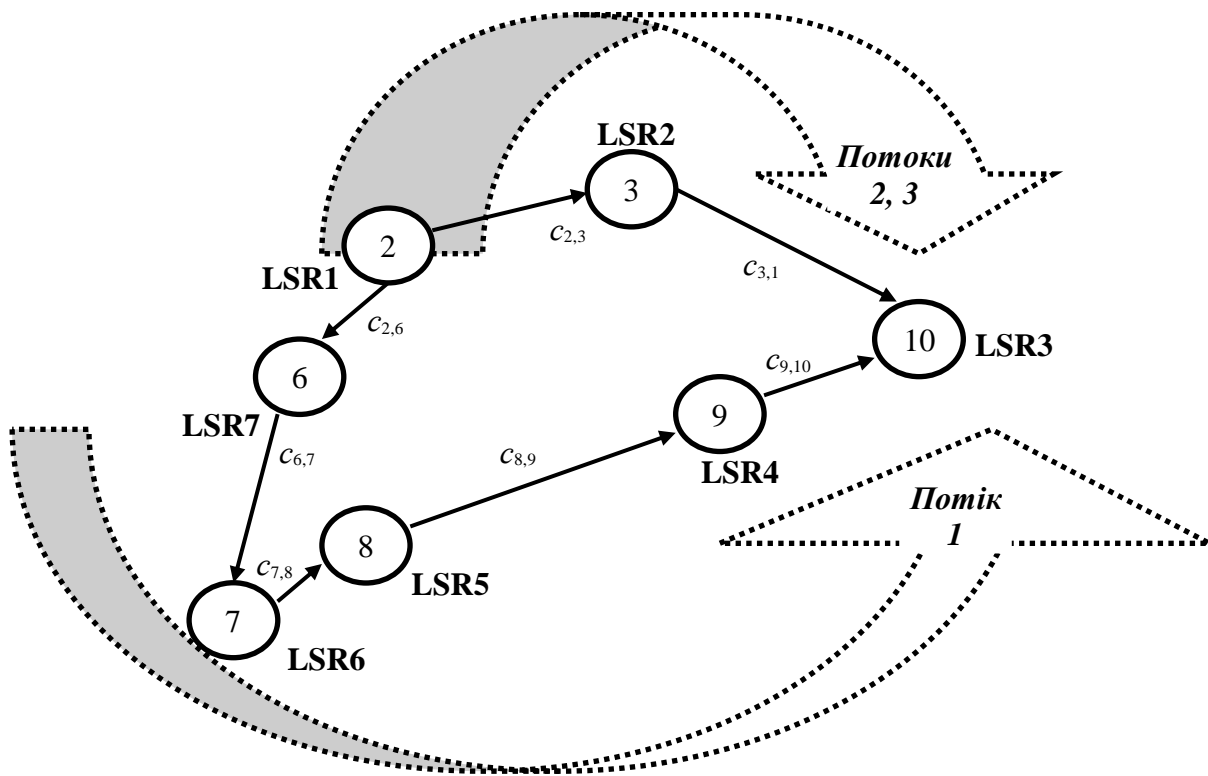 LSR2
3
Потоки
2, 3
2
c2,3
LSR1
c3,1
c2,6
10
LSR3
6
c9,10
LSR7
9
c6,7
c8,9
LSR4
Потік
1
8
c7,8
LSR5
7
LSR6